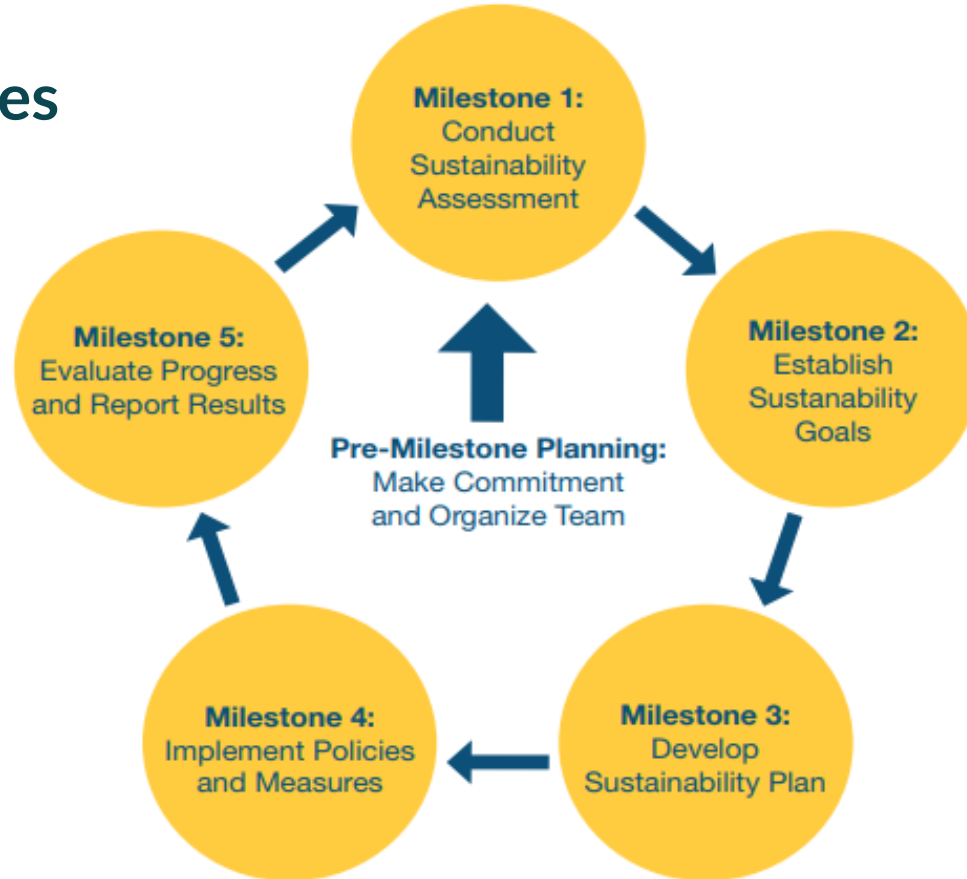 es
Milestone 1:
Conduct
Sustainability
Assessment
Milestone 2:
Establish
Sustanability
Goals
Milestone 3:
Develop
Sustainability Plan
Milestone 4:
Implement Policies
and Measures
Milestone 5:
Evaluate Progress
and Report Results
Pre-Milestone Planning:
Make Commitment
and Organize Team